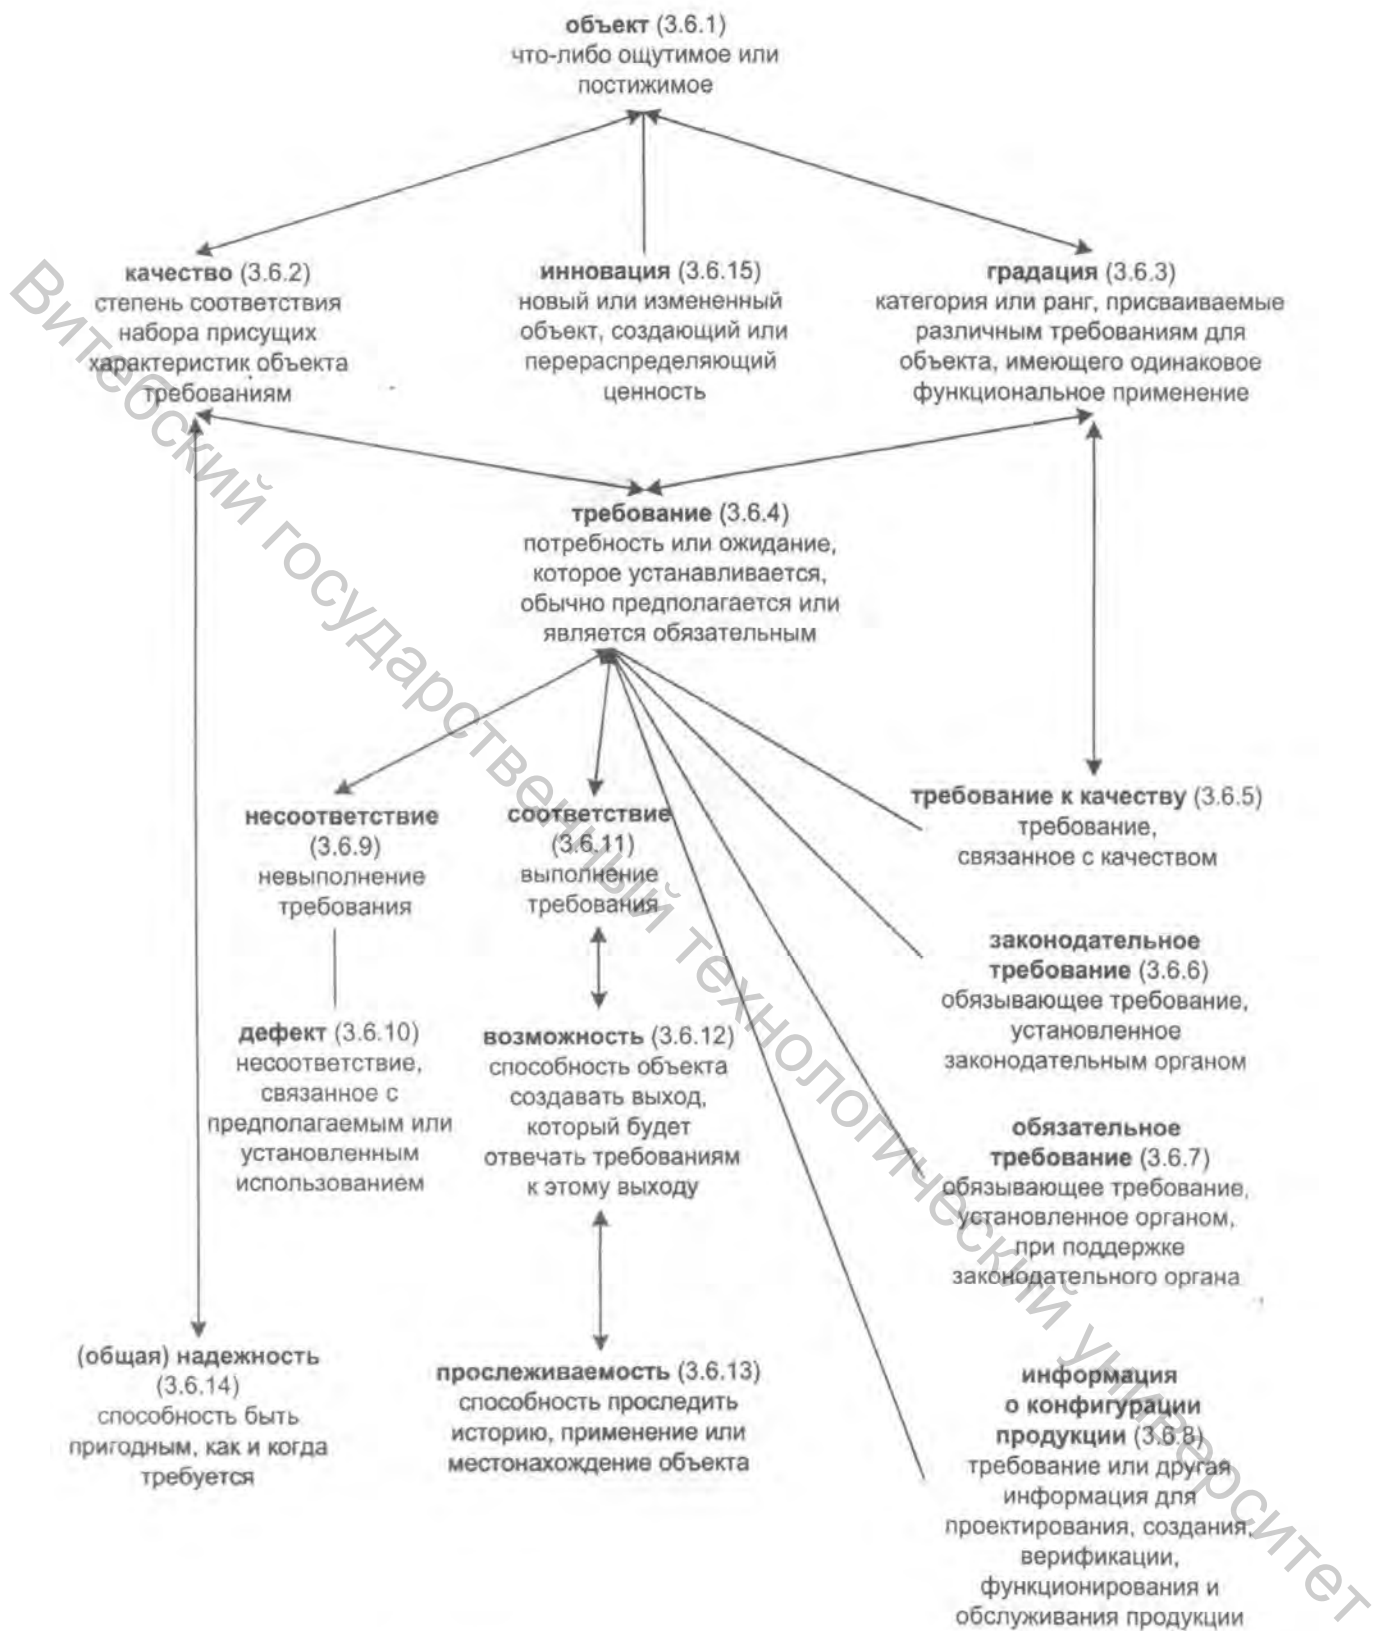 объект (3.6.1)
что-либо ощутимое или
постижимое
качество (3.6.2)
степень соответствия
набора присущих
характеристик объекта
требованиям
инновация (3.6.15)
новый или измененный
объект, создающий или
перераспределяющий
ценность
градация (3.6.3)
категория или ранг, присваиваемые
различным требованиям для
объекта, имеющего одинаковое
функциональное применение
требование (3.6.4)
потребность или ожидание,
которое устанавливается,
обычно предполагается или
является обязательным
несоответствие
(3.6.9)
невыполнение
требования
соответствие
(3.6.11)
выполнение
требования
требование к качеству (3.6.5)
требование,
связанное с качеством
законодательное
требование (3.6.6)
обязывающее требование,
установленное
законодательным органом
дефект (3.6.10)
несоответствие,
связанное с
предполагаемым или
установленным
использованием
возможность (3.6.12)
способность объекта
создавать выход,
который будет
отвечать требованиям
к этому выходу
обязательное
требование (3.6.7)
обязывающее требование,
установленное органом,
при поддержке
законодательного органа
(общая) надежность
(3.6.14)
способность быть
пригодным, как и когда
требуется
прослеживаемость (3.6.13)
способность проследить
историю, применение или
местонахождение объекта
информация
о конфигурации
продукции (3.6.8)
требование или другая
информация для
проектирования, создания,
верификации,
функционирования и
обслуживания продукции
Витебский государственный технологический университет